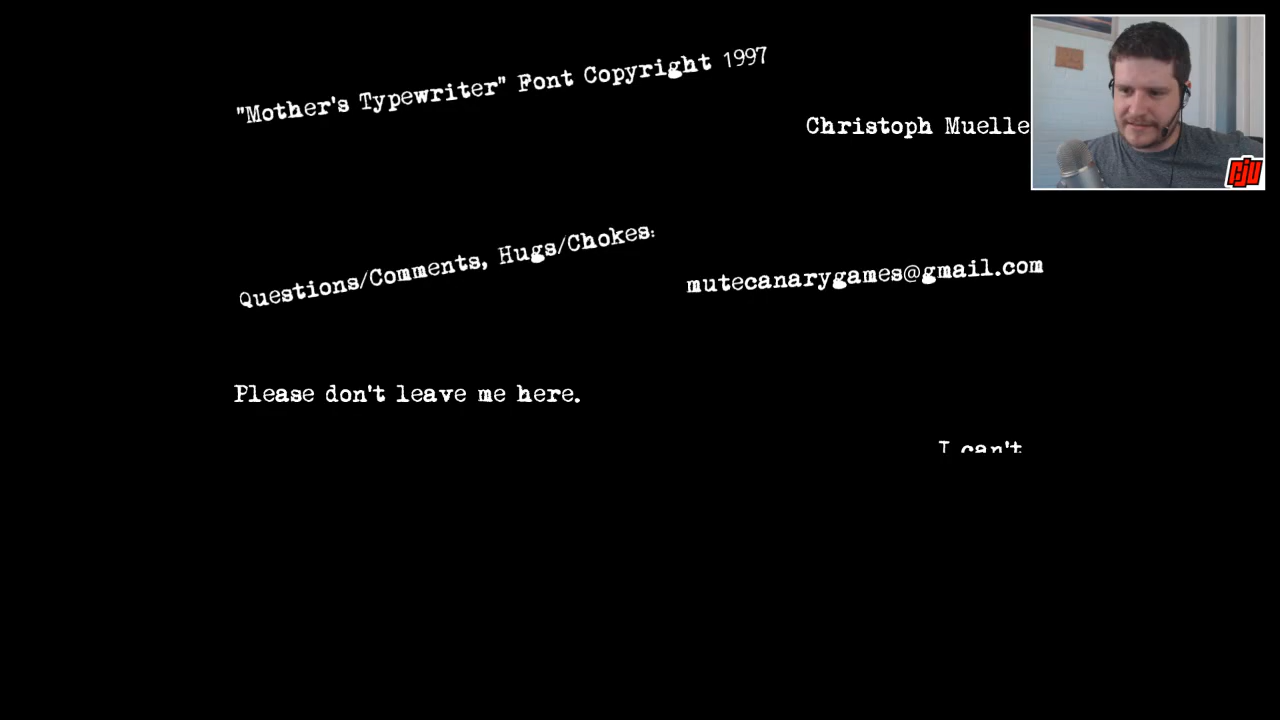 "Mother's Typewriter" Font Copyright 1997
Christoph Muelle
Questions/Comments, Hugs/Chokes:
mutecanarygames@gmail.com
Please don't leave me here.
I can't
rju